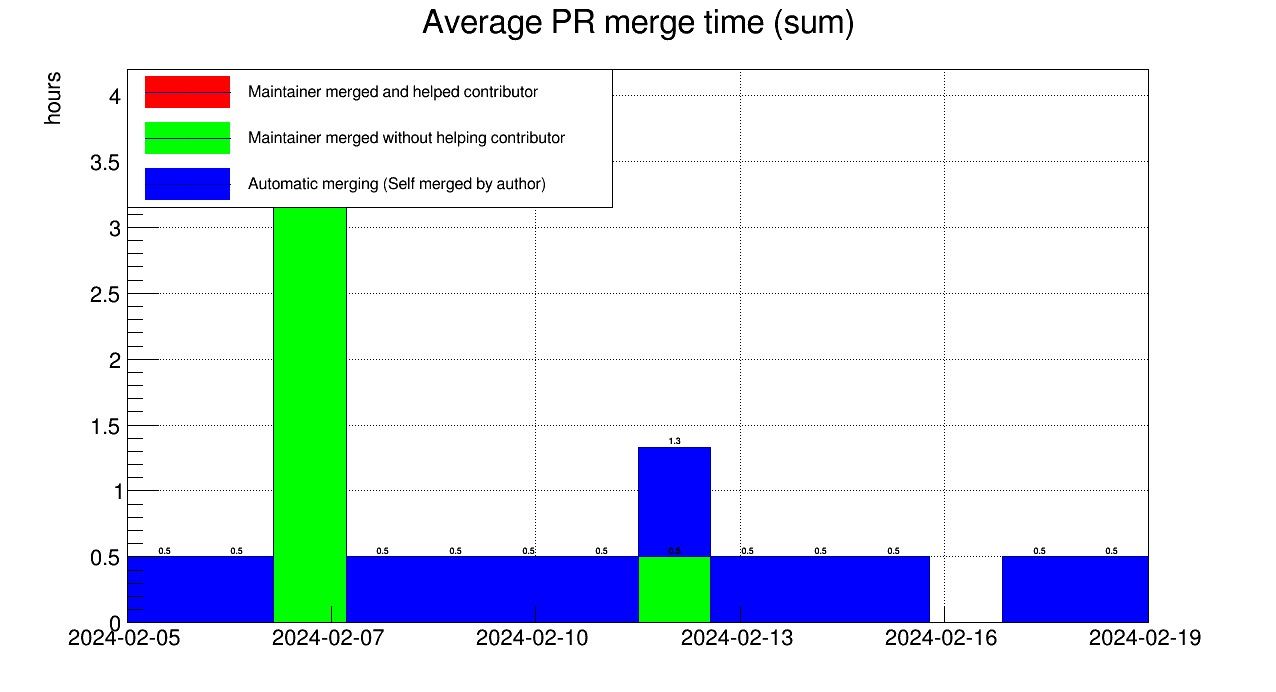 Average PR merge time (sum)
hours
Maintainer merged and helped contributor
Maintainer merged without helping contributor
Automatic merging (Self merged by author)
4
3.5
3
2.5
2
1.5
1.3
1
0.5
0.5 0.5 0.5 0.5 0.5 0.5 0.5 0.5 0.5 0.5 0.5 0.5
0
2024-02-05 2024-02-07 2024-02-10 2024-02-13 2024-02-16 2024-02-19